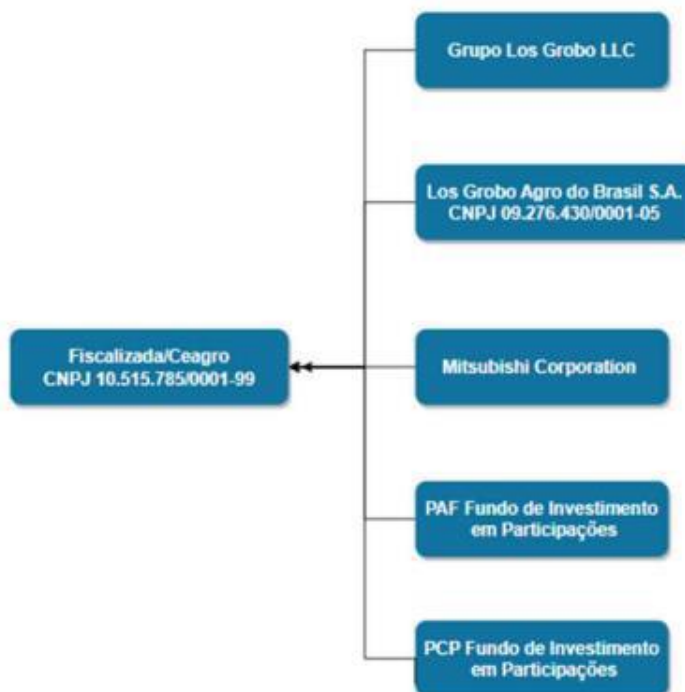 Grupo Los Grobo LLC
Los Grobo Agro do Brasil S.A.
CNPJ 09.276.430/0001-05
Fiscalizada/Ceagro
CNPJ 10.515.785/0001-99
Mitsubishi Corporation
PAF Fundo de Investimento
em Participações
PCP Fundo de Investimento
em Participações